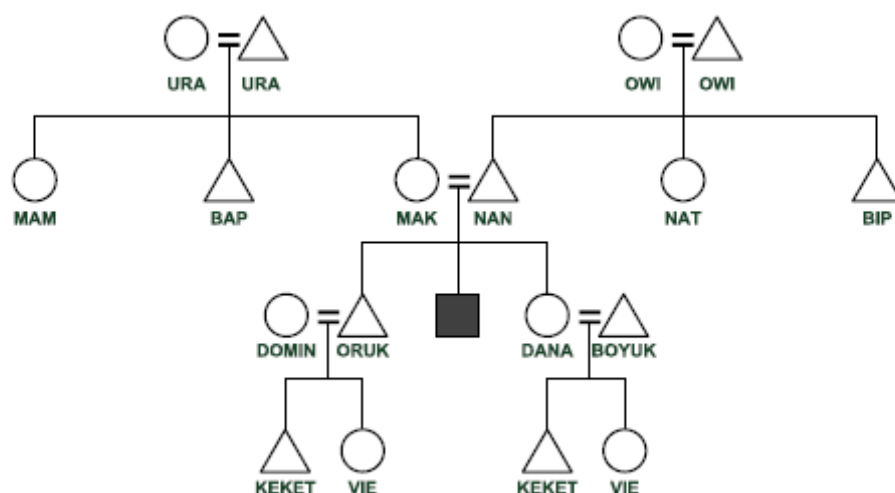 URA URA OWI OWI
MAM BAP MAK NAN NAT BIP
DOMIN ORUK DANA BOYUK
KEKET VIE KEKET VIE